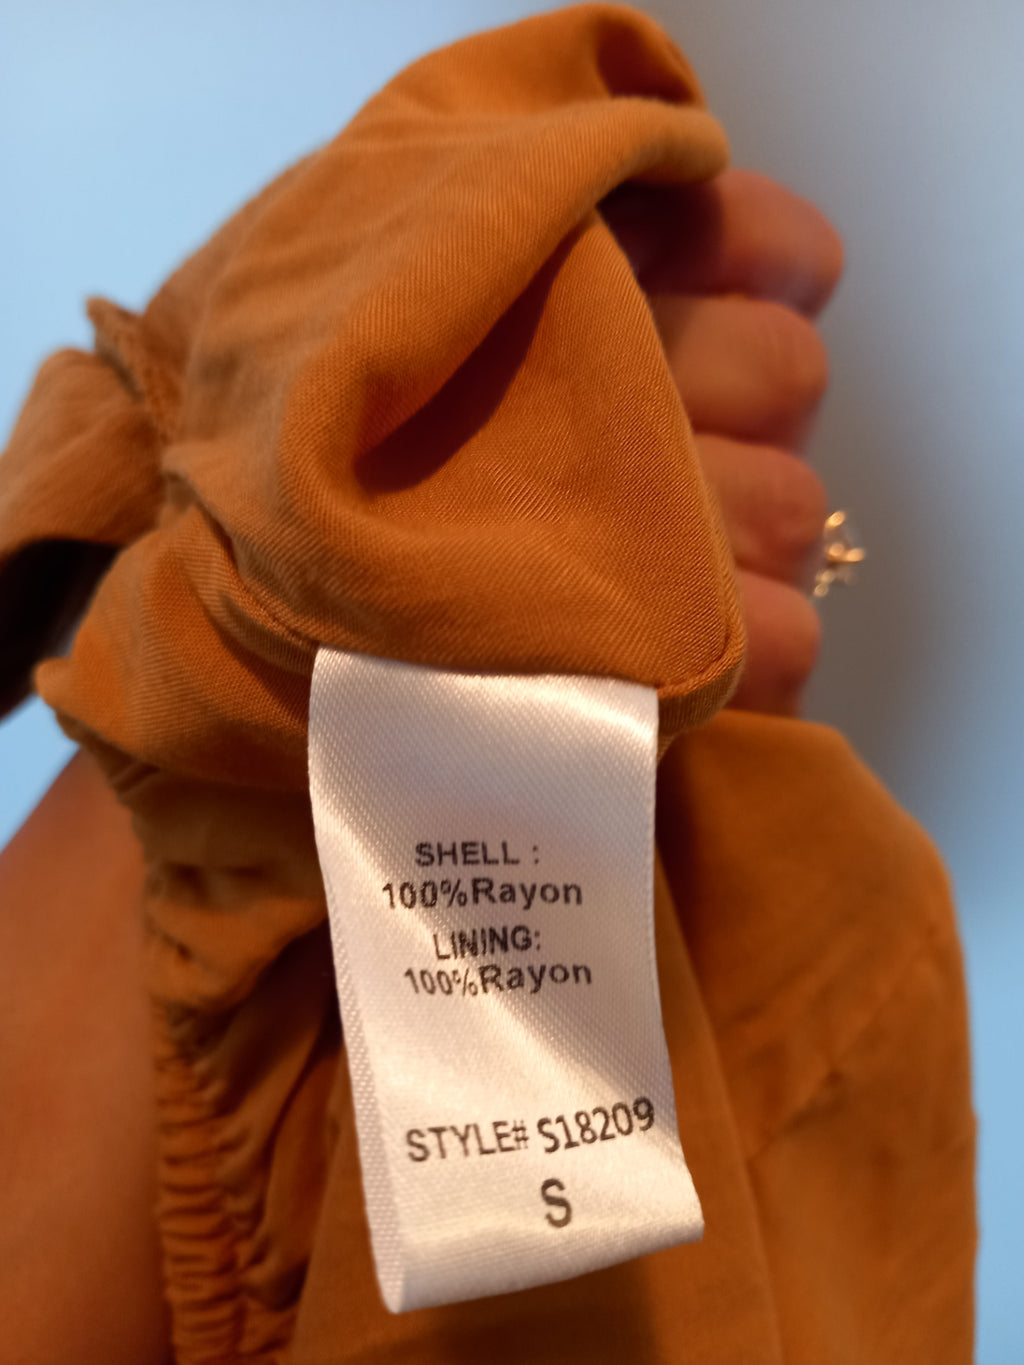 SHELL :
100%Rayon
LINING:
100%Rayon
STYLE# S18209
S